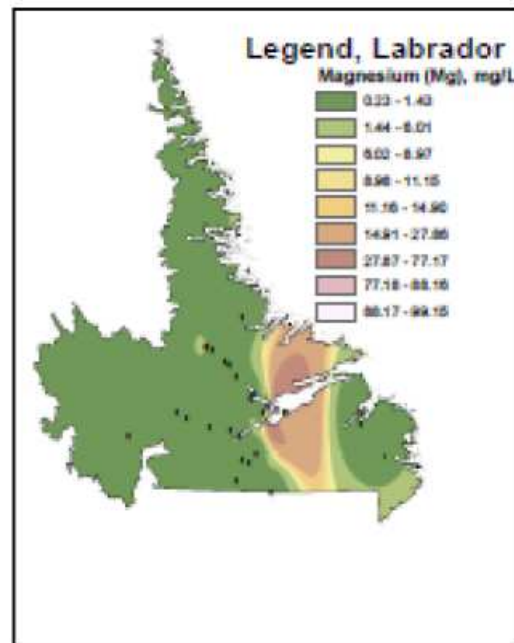 Legend, Labrador
Magnesium (Mg), mg/L
0.23 - 1.43
1.44 - 6.01
6.02 - 8.97
8.98 - 11.15
11.16 - 14.90
14.91 - 27.86
27.87 - 77.17
77.18 - 88.16
88.17 - 99.15